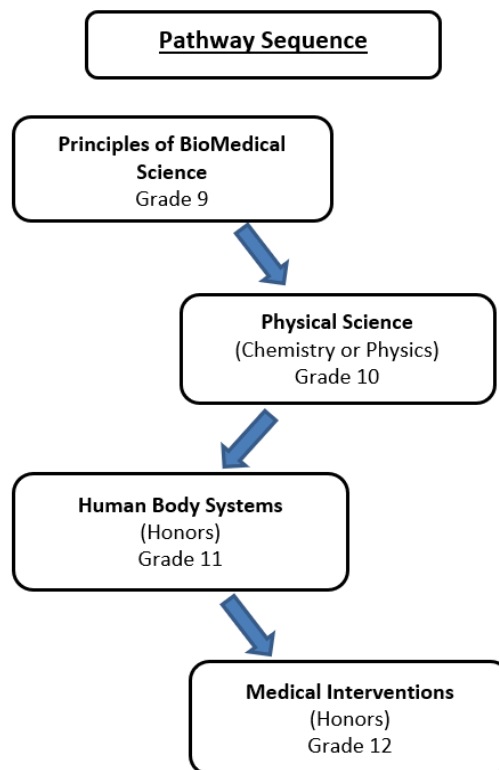 Pathway Sequence
Principles of BioMedical
Science
Grade 9
Physical Science
(Chemistry or Physics)
Grade 10
Human Body Systems
(Honors)
Grade 11
Medical Interventions
(Honors)
Grade 12